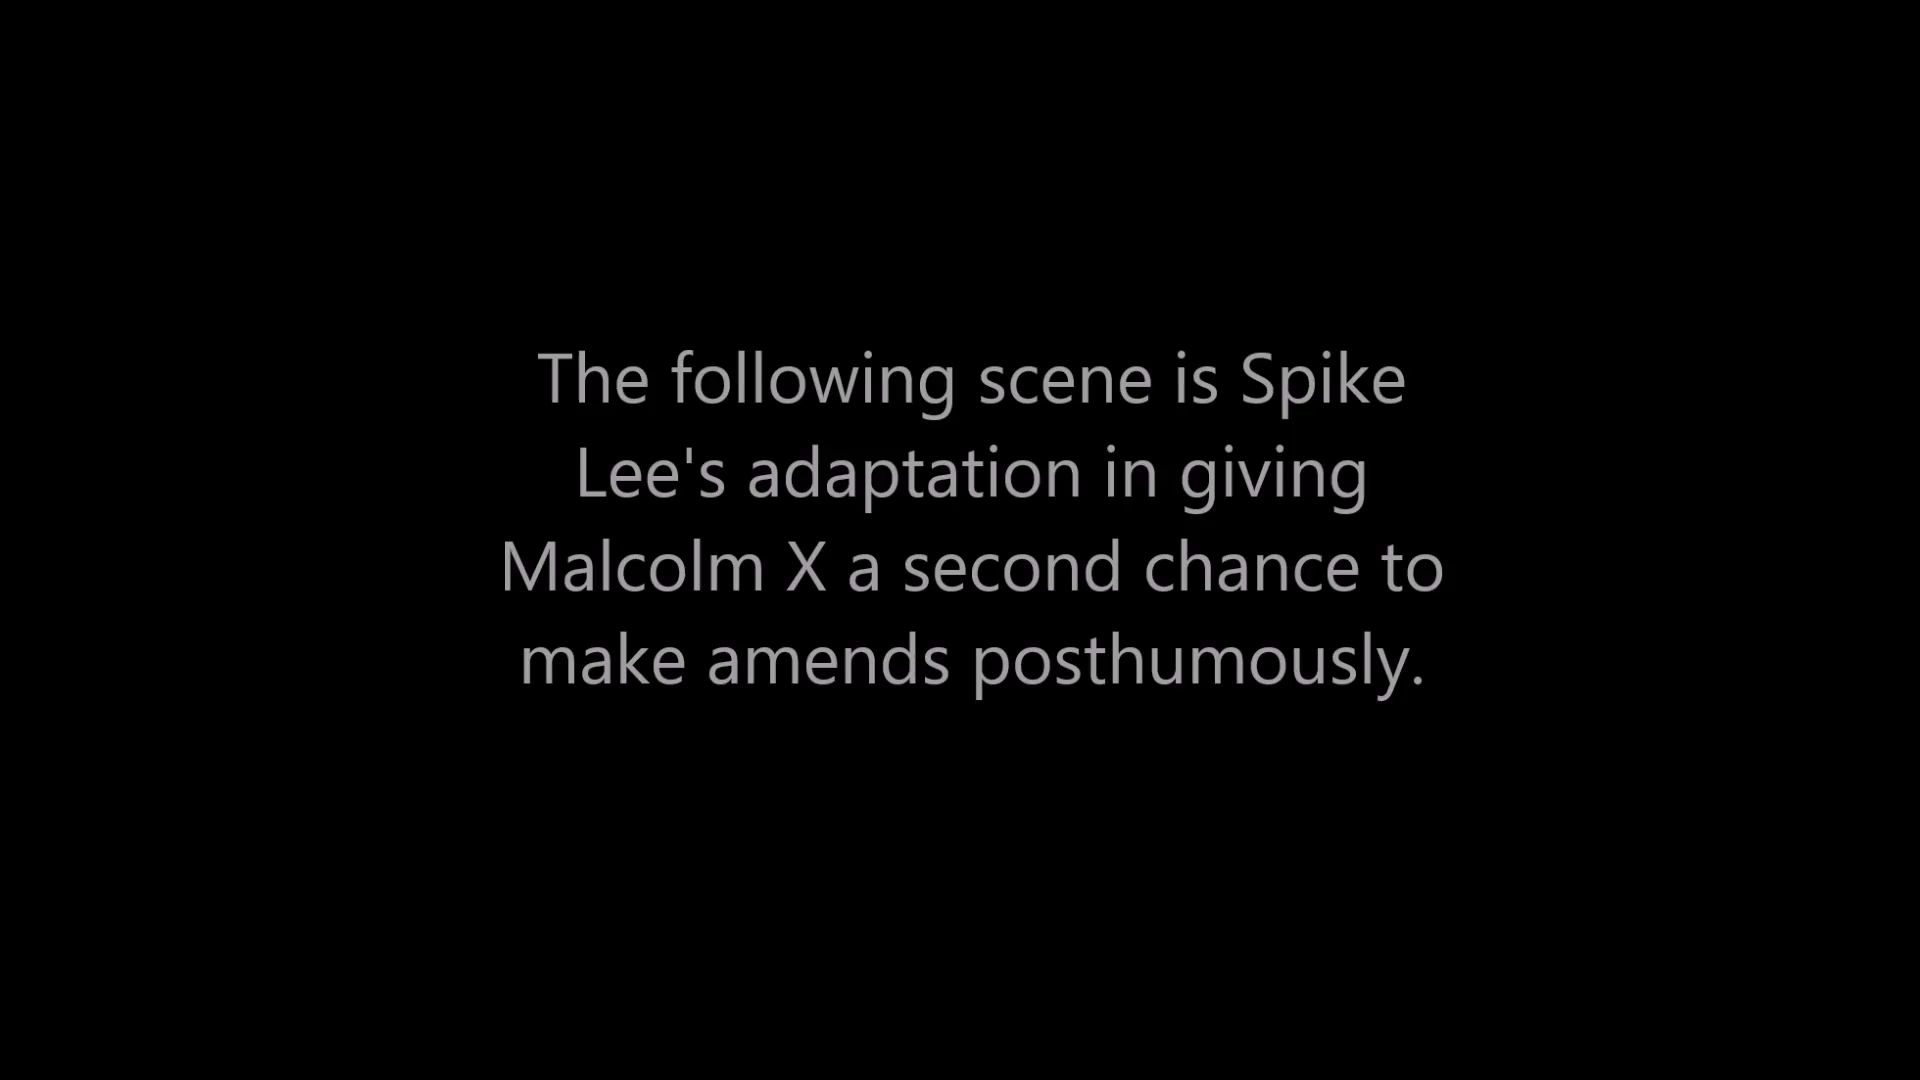 The following scene is Spike
Lee's adaptation in giving
Malcolm X a second chance to
make amends posthumously.